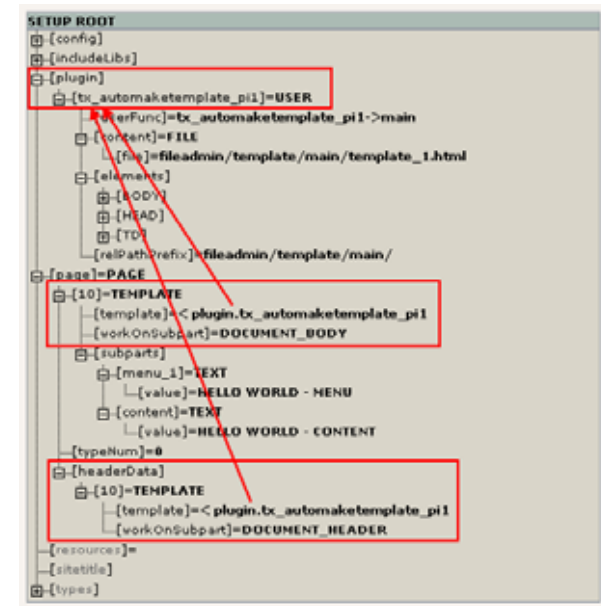 SETUP ROOT
[config]
[includeLibs]
[plugin]
[tx_automaketemplate_pi1]=USER
[userFunc]=tx_automaketemplate_pi1->main
[content]=FILE
[file]=fileadmin/template/main/template_1.html
[elements]
[BODY]
[HEAD]
[TD]
[relPathPrefix]=fileadmin/template/main/
[page]=PAGE
[10]=TEMPLATE
[template]=< plugin.tx_automaketemplate_pi1
[workOnSubpart]=DOCUMENT_BODY
[subparts]
[menu_1]=TEXT
[value]=HELLO WORLD - MENU
[content]=TEXT
[value]=HELLO WORLD - CONTENT
[typeNum]=0
[headerData]
[10]=TEMPLATE
[template]=< plugin.tx_automaketemplate_pi1
[workOnSubpart]=DOCUMENT_HEADER
[resources]=
[sitetitle]
[types]